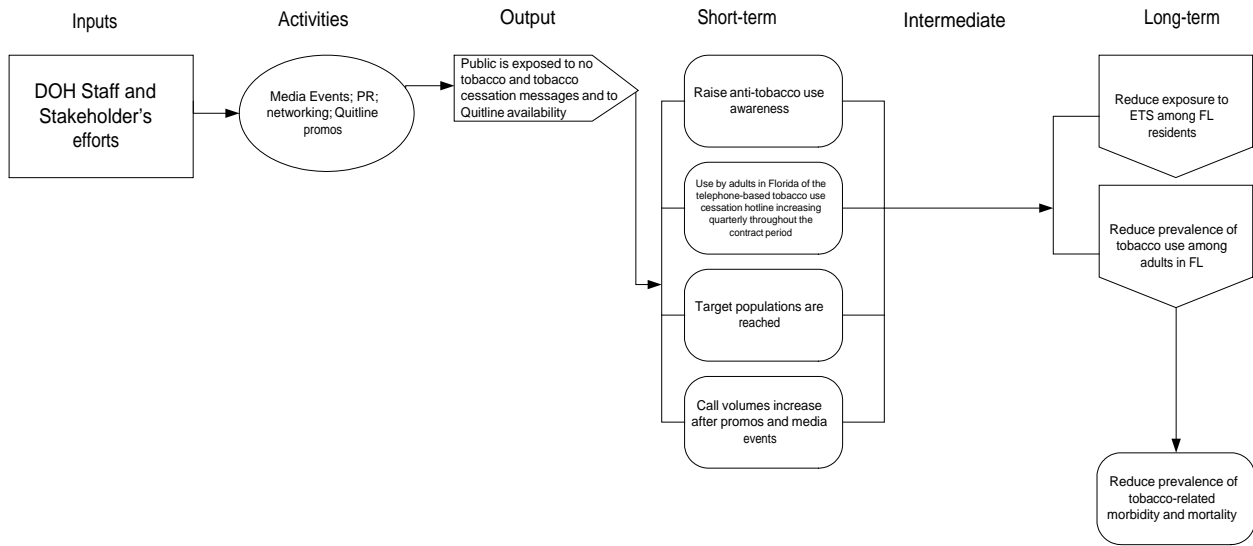 Inputs
Activities
Output
Short-term
Intermediate
Long-term
DOH Staff and
Stakeholder's
efforts
Media Events; PR;
networking; Quitline
promos
Public is exposed to no
tobacco and tobacco
cessation messages and to
Quitline availability
Raise anti-tobacco use
awareness
Use by adults in Florida of the
telephone-based tobacco use
cessation hotline increasing
quarterly throughout the
contract period
Target populations are
reached
Call volumes increase
after promos and media
events
Reduce exposure to
ETS among FL
residents
Reduce prevalence of
tobacco use among
adults in FL
Reduce prevalence of
tobacco-related
morbidity and mortality